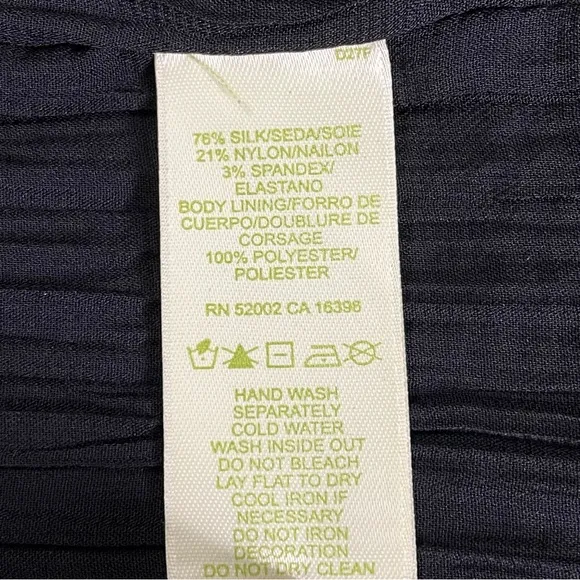 D27F
76% SILK/SEDA/SOIE
21% NYLON/NAILON
3% SPANDEX/
ELASTANO
BODY LINING/FORRO DE
CUERPO/DOUBLURE DE
CORSAGE
100% POLYESTER/
POLIESTER
RN 52002 CA 16396
HAND WASH
SEPARATELY
COLD WATER
WASH INSIDE OUT
DO NOT BLEACH
LAY FLAT TO DRY
COOL IRON IF
NECESSARY
DO NOT IRON
DECORATION
DO NOT DRY CLEAN